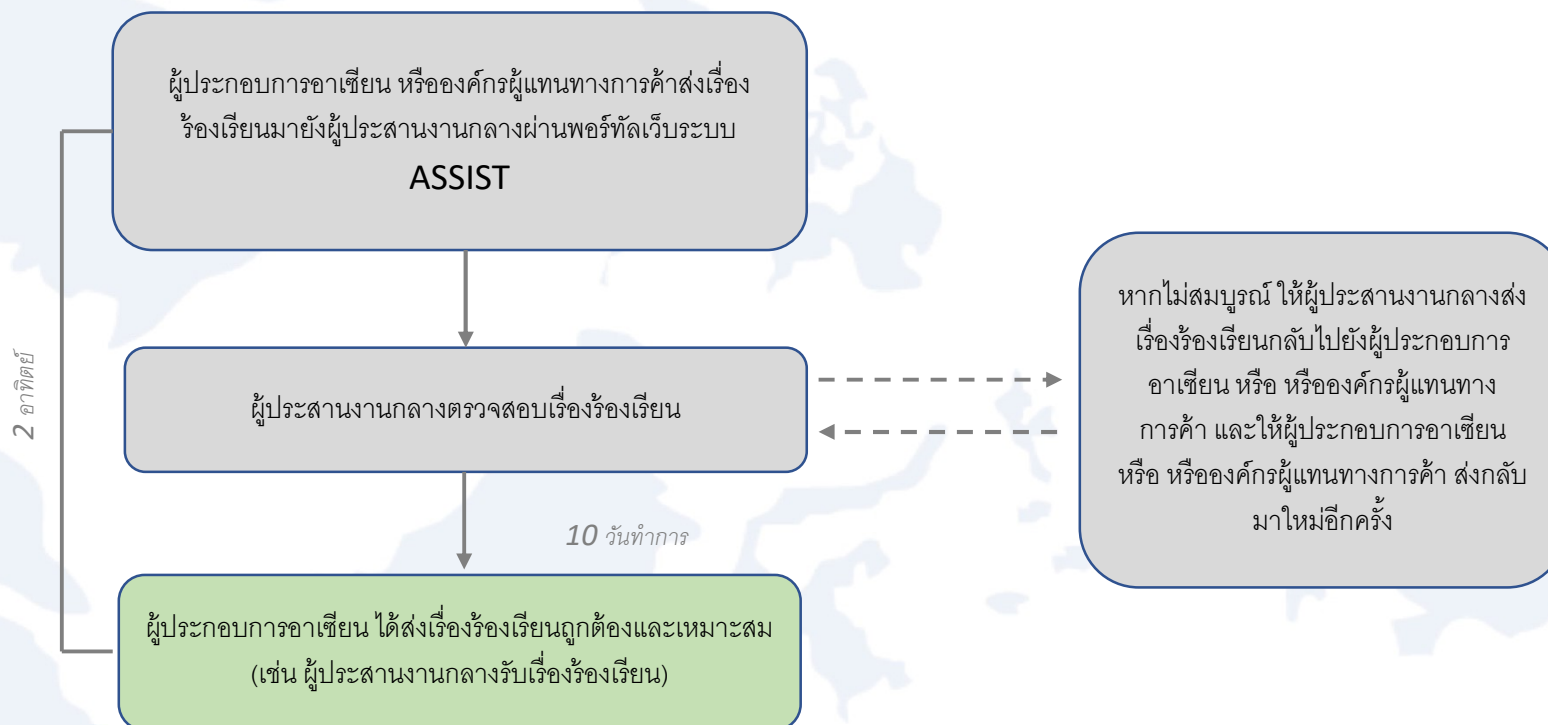 ผู้ประกอบการอาเซียน หรือองค์กรผู้แทนทางการค้าส่งเรื่อง
ร้องเรียนมายังผู้ประสานงานกลางผ่านพอร์ทัลเว็บระบบ
ASSIST
2 อาทิตย์
ผู้ประสานงานกลางตรวจสอบเรื่องร้องเรียน
หากไม่สมบูรณ์ ให้ผู้ประสานงานกลางส่ง
เรื่องร้องเรียนกลับไปยังผู้ประกอบการ
อาเซียน หรือ หรือองค์กรผู้แทนทาง
การค้า และให้ผู้ประกอบการอาเซียน
หรือ หรือองค์กรผู้แทนทางการค้า ส่งกลับ
มาใหม่อีกครั้ง
10 วันทำการ
ผู้ประกอบการอาเซียน ได้ส่งเรื่องร้องเรียนถูกต้องและเหมาะสม
(เช่น ผู้ประสานงานกลางรับเรื่องร้องเรียน)